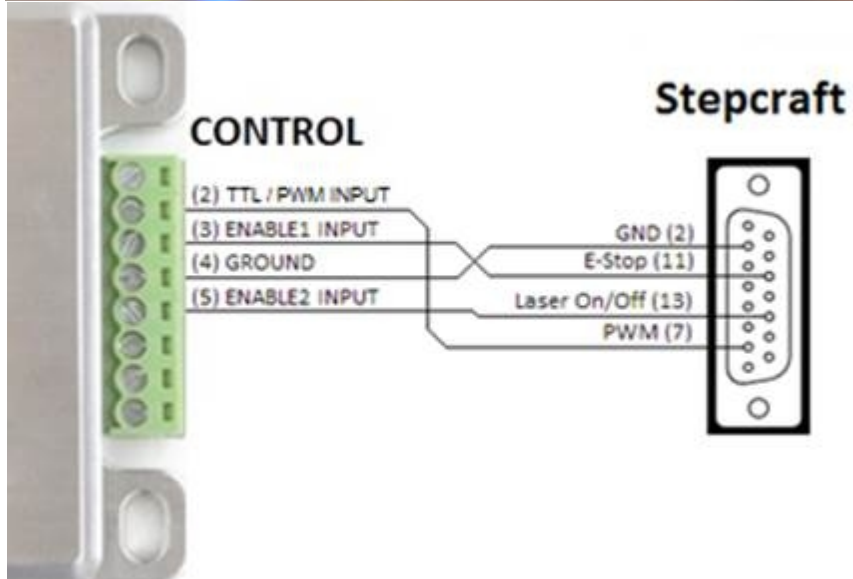 Stepcraft
CONTROL
(2) TTL / PWM INPUT
(3) ENABLE1 INPUT
(4) GROUND
(5) ENABLE2 INPUT
GND (2)
E-Stop (11)
Laser On/Off (13)
PWM (7)